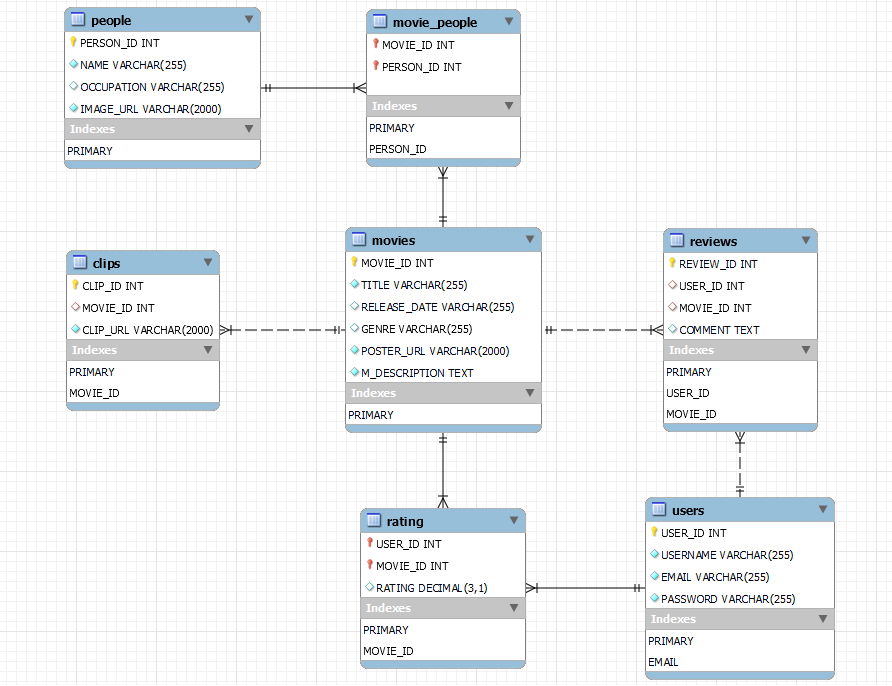 people
PERSON_ID INT
NAME VARCHAR(255)
OCCUPATION VARCHAR(255)
IMAGE_URL VARCHAR(2000)
Indexes
PRIMARY
movie_people
MOVIE_ID INT
PERSON_ID INT
Indexes
PRIMARY
PERSON_ID
clips
CLIP_ID INT
MOVIE_ID INT
CLIP_URL VARCHAR(2000)
Indexes
PRIMARY
MOVIE_ID
movies
MOVIE_ID INT
TITLE VARCHAR(255)
RELEASE_DATE VARCHAR(255)
GENRE VARCHAR(255)
POSTER_URL VARCHAR(2000)
M_DESCRIPTION TEXT
Indexes
PRIMARY
reviews
REVIEW_ID INT
USER_ID INT
MOVIE_ID INT
COMMENT TEXT
Indexes
PRIMARY
USER_ID
MOVIE_ID
rating
USER_ID INT
MOVIE_ID INT
RATING DECIMAL(3,1)
Indexes
PRIMARY
MOVIE_ID
users
USER_ID INT
USERNAME VARCHAR(255)
EMAIL VARCHAR(255)
PASSWORD VARCHAR(255)
Indexes
PRIMARY
EMAIL